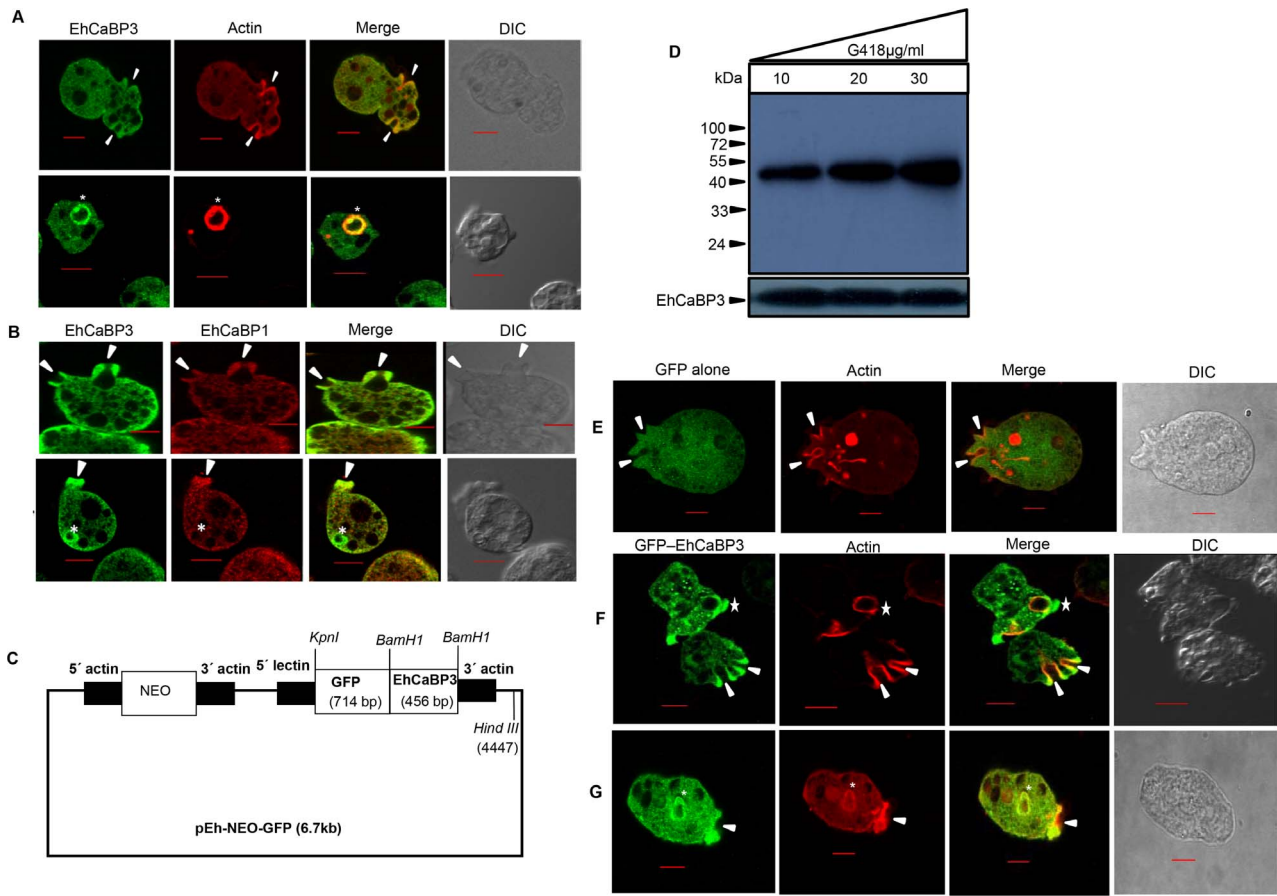 A
EhCaBP3 Actin Merge DIC
*
*
*
B
EhCaBP3 EhCaBP1 Merge DIC
*
*
*
C
KpnI BamH1 BamH1
5´ actin 3´ actin 5´ lectin 3´ actin
NEO GFP EhCaBP3
(714 bp) (456 bp)
Hind III
(4447)
pEh-NEO-GFP (6.7kb)
D
G418µg/ml
kDa 10 20 30
100
72
55
40
33
24
EhCaBP3
GFP alone Actin Merge DIC
E
GFP–EhCaBP3 Actin Merge DIC
F
G
*
*
*